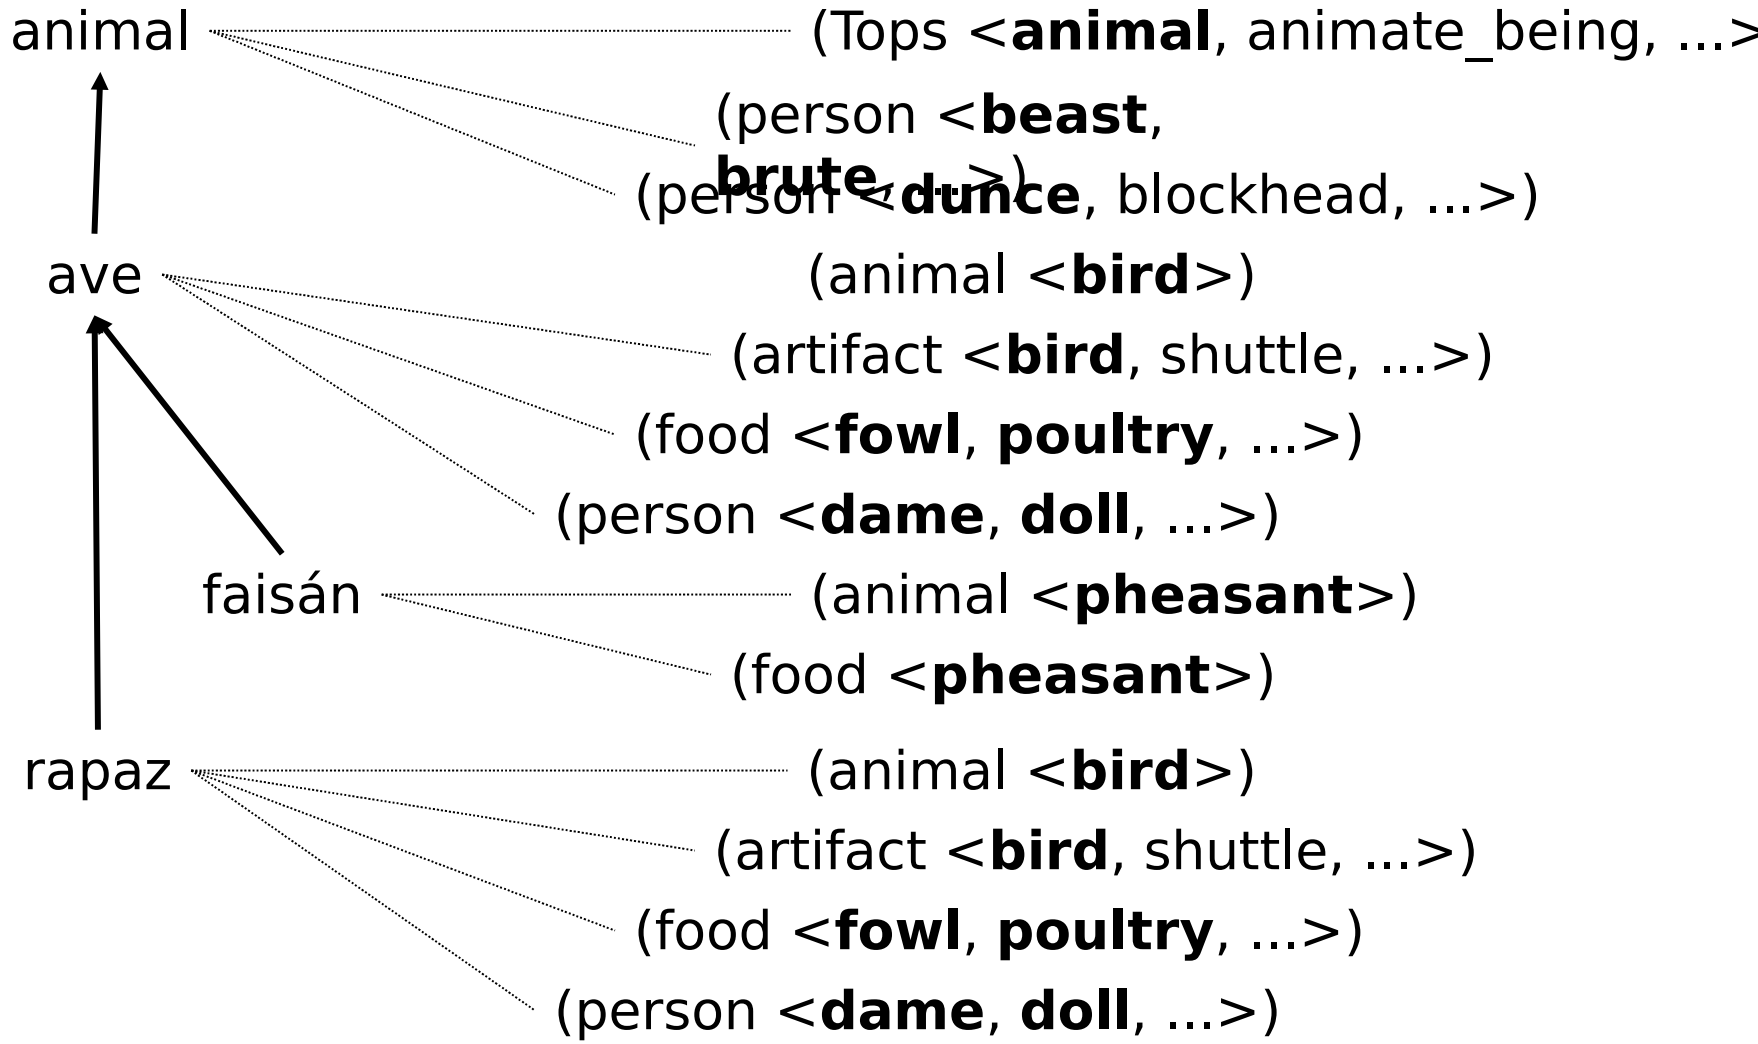 animal (Tops <animal, animate_being, ...>
(person <beast,
brute, ...>)
(person <dunce, blockhead, ...>)
ave (animal <bird>)
(artifact <bird, shuttle, ...>)
(food <fowl, poultry, ...>)
(person <dame, doll, ...>)
faisán (animal <pheasant>)
(food <pheasant>)
rapaz (animal <bird>)
(artifact <bird, shuttle, ...>)
(food <fowl, poultry, ...>)
(person <dame, doll, ...>)